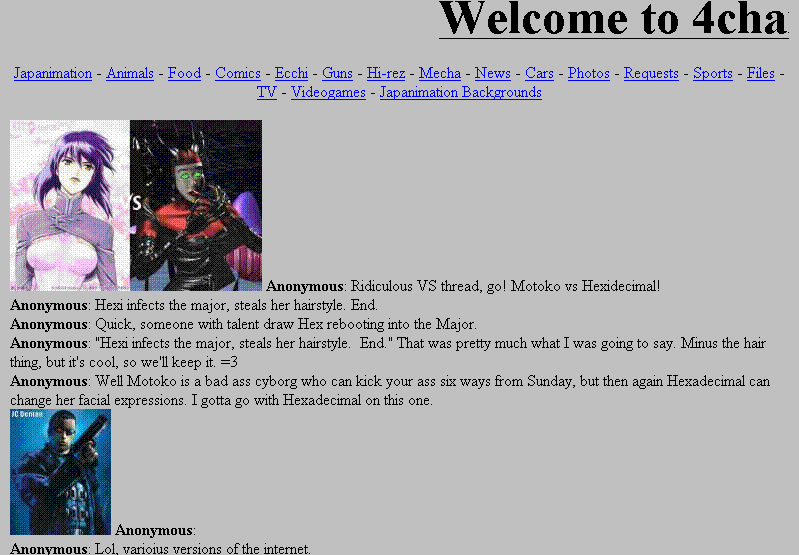 Welcome to 4cha
Japanimation - Animals - Food - Comics - Ecchi - Guns - Hi-rez - Mecha - News - Cars - Photos - Requests - Sports - Files -
TV - Videogames - Japanimation Backgrounds
VS
Anonymous: Ridiculous VS thread, go! Motoko vs Hexidecimal!
Anonymous: Hexi infects the major, steals her hairstyle. End.
Anonymous: Quick, someone with talent draw Hex rebooting into the Major.
Anonymous: "Hexi infects the major, steals her hairstyle.  End." That was pretty much what I was going to say. Minus the hair
thing, but it's cool, so we'll keep it. =3
Anonymous: Well Motoko is a bad ass cyborg who can kick your ass six ways from Sunday, but then again Hexadecimal can
change her facial expressions. I gotta go with Hexadecimal on this one.
JC Denton
Anonymous:
Anonymous: Lol, varioius versions of the internet.